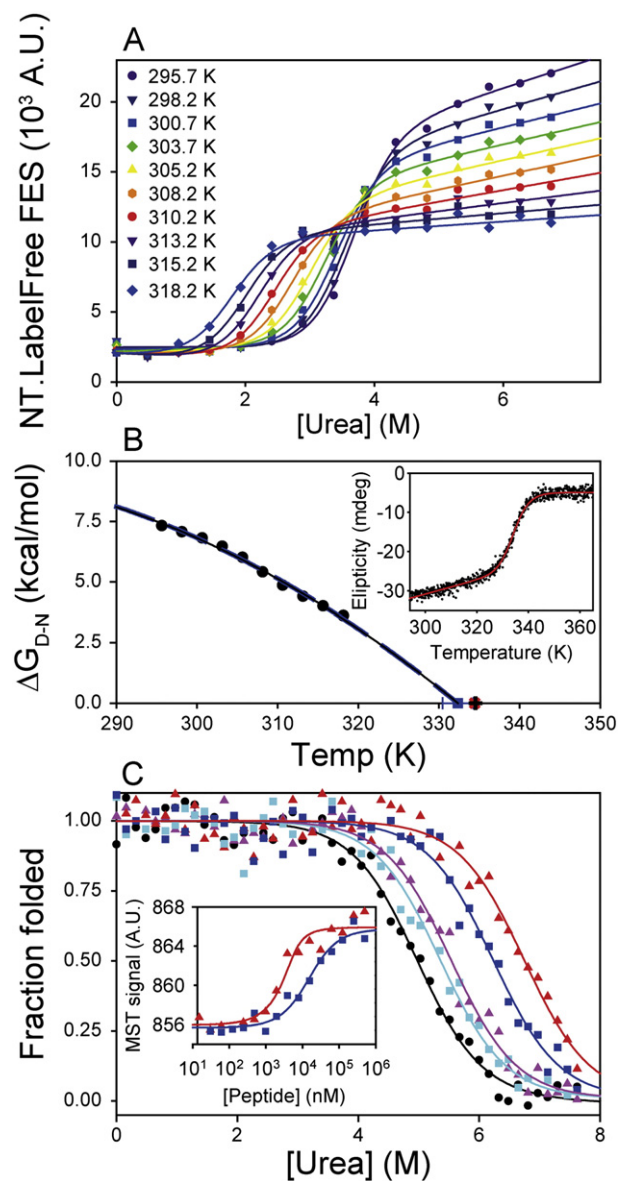 A
NT.LabelFree FES (10³ A.U.)
20
15
10
5
0
295.7 K
298.2 K
300.7 K
303.7 K
305.2 K
308.2 K
310.2 K
313.2 K
315.2 K
318.2 K
0 2 4 6
[Urea] (M)
B
ΔG_D-N (kcal/mol)
10.0
7.5
5.0
2.5
0.0
290 300 310 320 330 340 350
Temp (K)
Elipticity (mdeg)
0
-10
-20
-30
300 320 340 360
Temperature (K)
C
Fraction folded
1.00
0.75
0.50
0.25
0.00
0 2 4 6 8
[Urea] (M)
MST signal (A.U.)
868
864
860
856
10¹ 10² 10³ 10⁴ 10⁵ 10⁶
[Peptide] (nM)